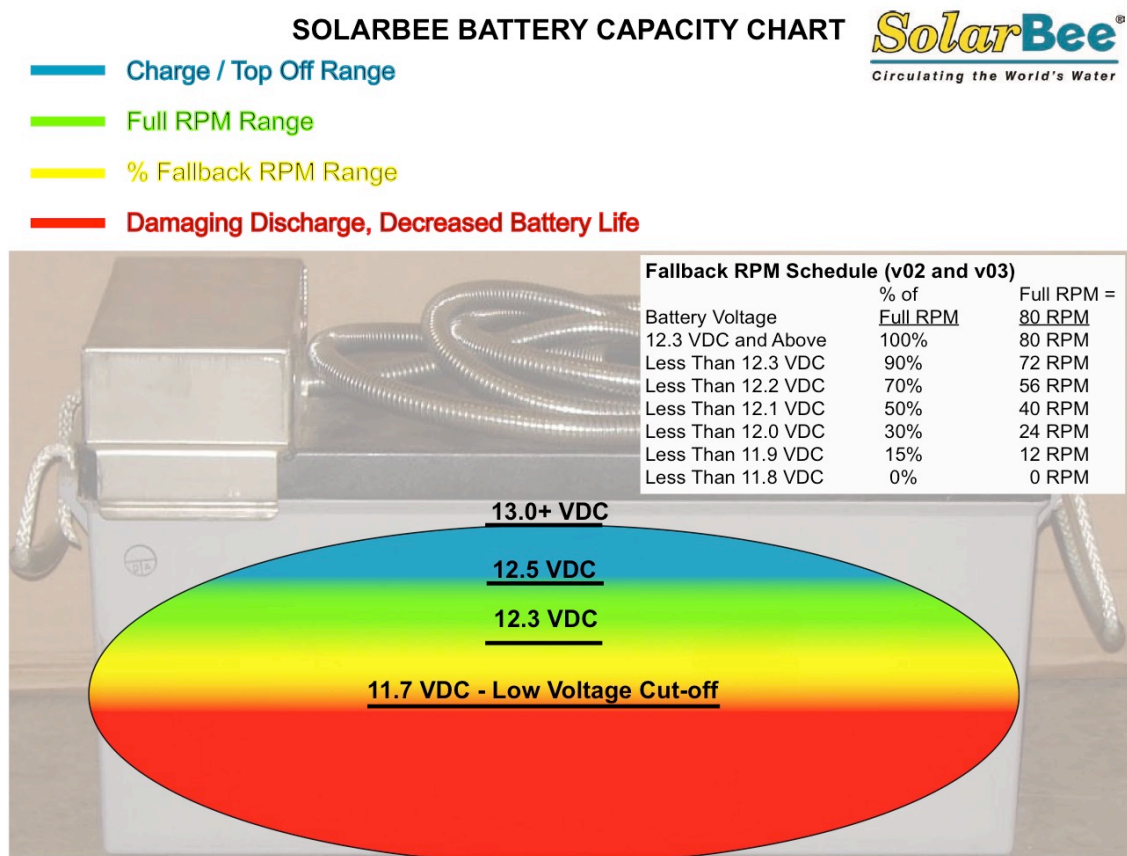 SOLARBEE BATTERY CAPACITY CHART
SolarBee®
Circulating the World's Water
Charge / Top Off Range
Full RPM Range
% Fallback RPM Range
Damaging Discharge, Decreased Battery Life
Fallback RPM Schedule (v02 and v03)
% of Full RPM =
Battery Voltage Full RPM 80 RPM
12.3 VDC and Above 100% 80 RPM
Less Than 12.3 VDC 90% 72 RPM
Less Than 12.2 VDC 70% 56 RPM
Less Than 12.1 VDC 50% 40 RPM
Less Than 12.0 VDC 30% 24 RPM
Less Than 11.9 VDC 15% 12 RPM
Less Than 11.8 VDC 0% 0 RPM
13.0+ VDC
12.5 VDC
12.3 VDC
11.7 VDC - Low Voltage Cut-off